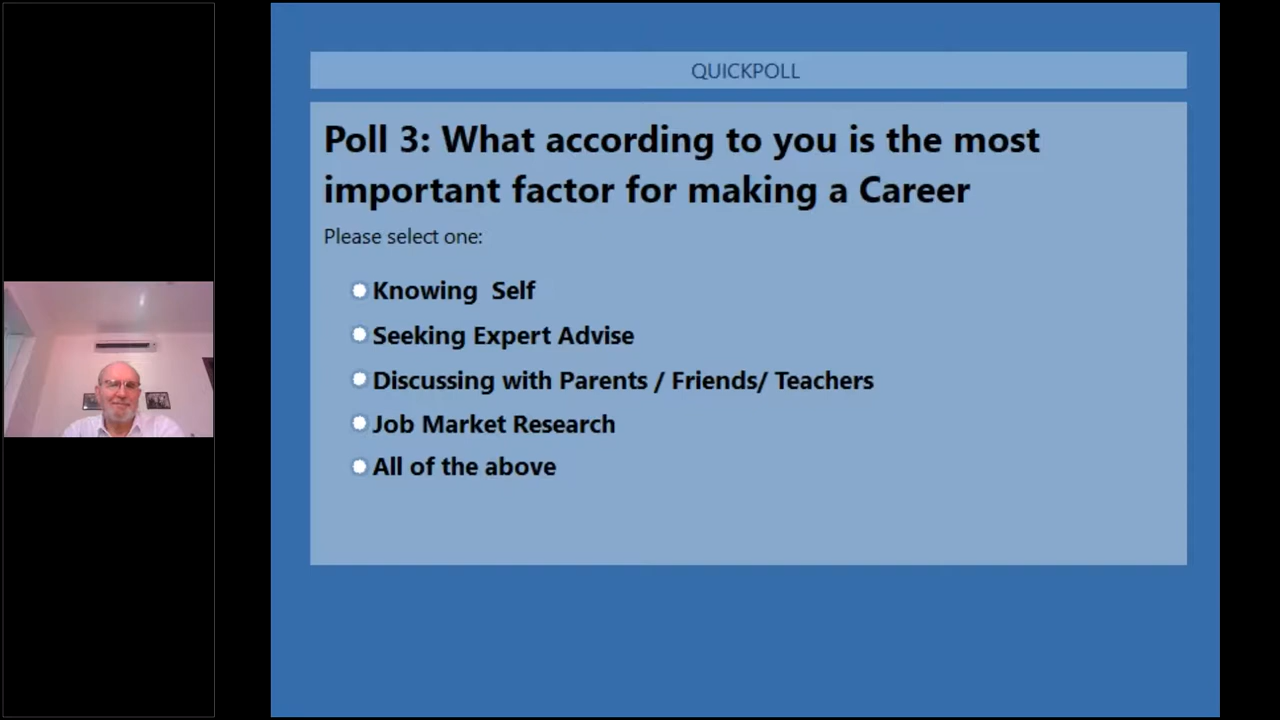 QUICKPOLL
Poll 3: What according to you is the most
important factor for making a Career
Please select one:
Knowing  Self
Seeking Expert Advise
Discussing with Parents / Friends/ Teachers
Job Market Research
All of the above